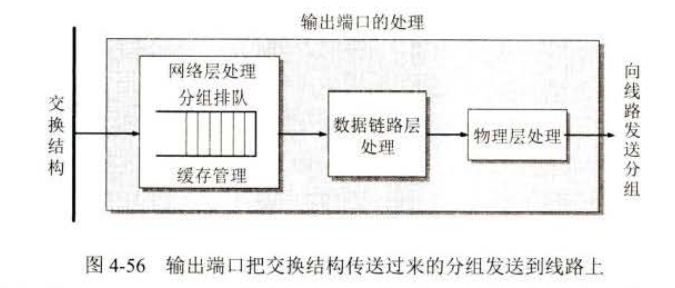 输出端口的处理
网络层处理
分组排队
缓存管理
交换结构
数据链路层
处理
物理层处理
向线路发送分组
图 4-56 输出端口把交换结构传送过来的分组发送到线路上